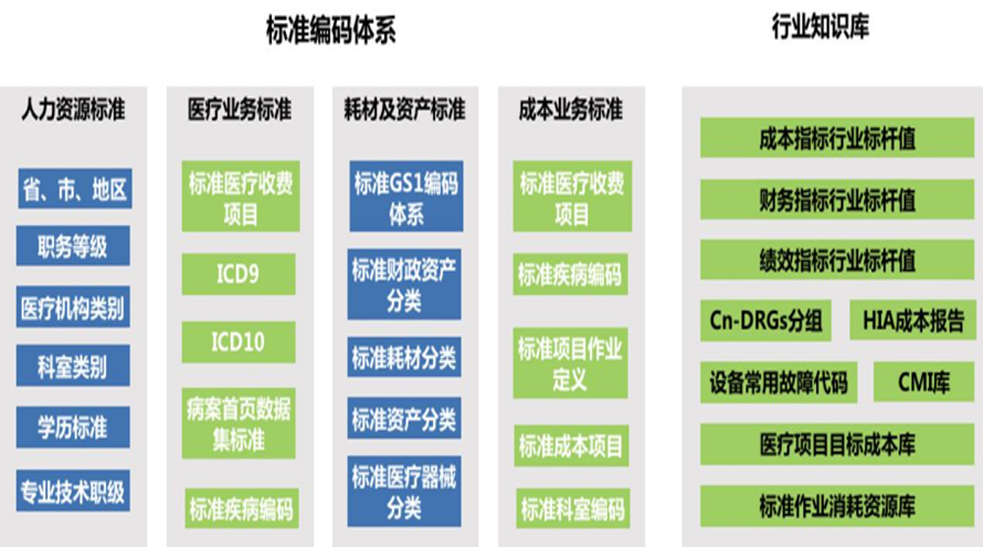 标准编码体系
行业知识库
人力资源标准
省、市、地区
职务等级
医疗机构类别
科室类别
学历标准
专业技术职级
医疗业务标准
标准医疗收费
项目
ICD9
ICD10
病案首页数据
集标准
标准疾病编码
耗材及资产标准
标准GS1编码
体系
标准财政资产
分类
标准耗材分类
标准资产分类
标准医疗器械
分类
成本业务标准
标准医疗收费
项目
标准疾病编码
标准项目作业
定义
标准成本项目
标准科室编码
成本指标行业标杆值
财务指标行业标杆值
绩效指标行业标杆值
Cn-DRGs分组
HIA成本报告
设备常用故障代码
CMI库
医疗项目目标成本库
标准作业消耗资源库